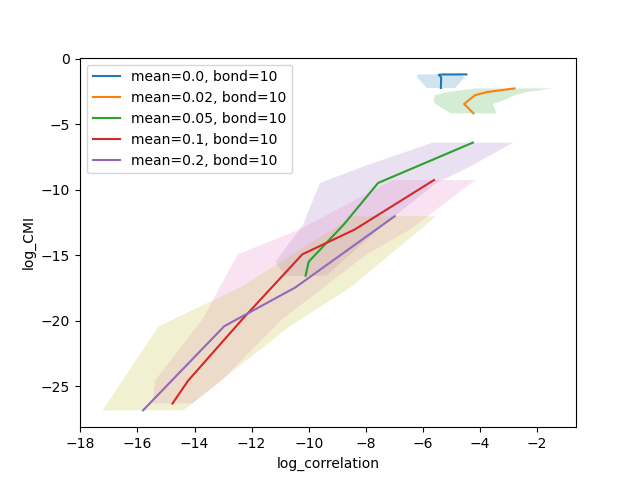 0
−5
−10
−15
−20
−25
log_CMI
mean=0.0, bond=10
mean=0.02, bond=10
mean=0.05, bond=10
mean=0.1, bond=10
mean=0.2, bond=10
−18 −16 −14 −12 −10 −8 −6 −4 −2
log_correlation